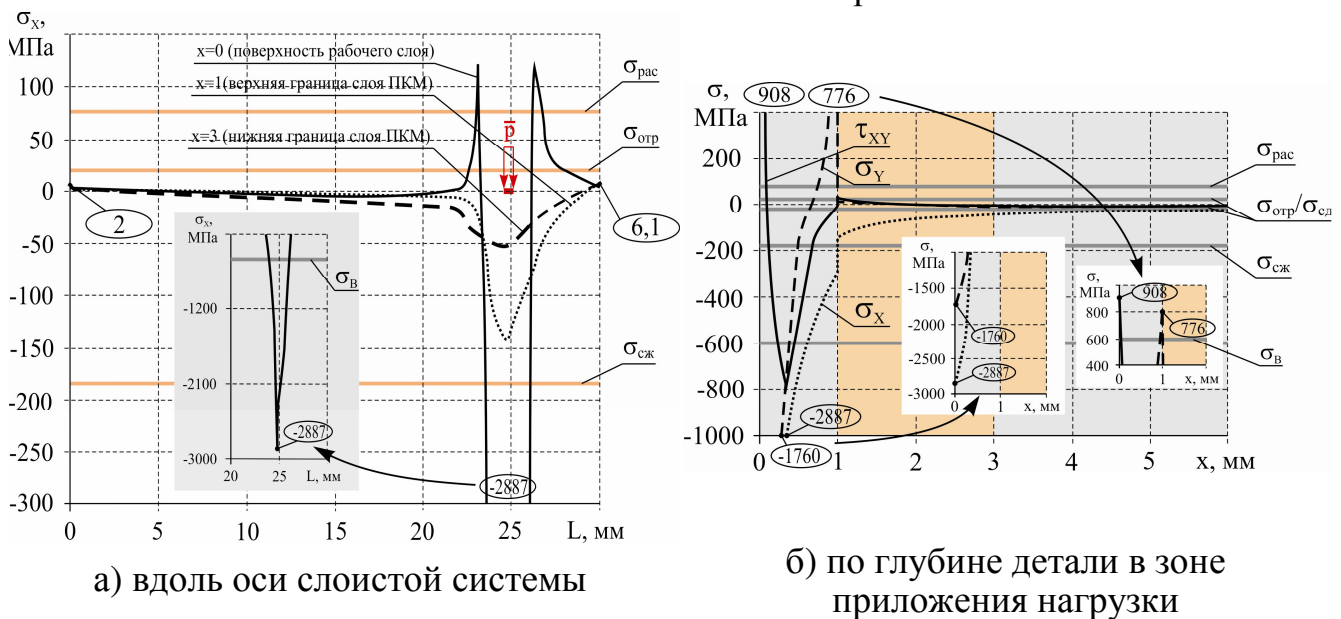 σX,
МПа
100
50
0
-50
-100
-150
-200
-250
-300
0
5
10
15
20
25
L, мм
x=0 (поверхность рабочего слоя)
x=1(верхняя граница слоя ПКМ)
x=3 (нижняя граница слоя ПКМ)
p̅
σрас
σотр
σсж
2
6,1
-2887
σX,
МПа
-1200
-2100
-3000
20
25
L, мм
σВ
-2887
а) вдоль оси слоистой системы
σ,
МПа
908
776
200
0
-200
-400
-600
-800
-1000
0
1
2
3
4
5
x, мм
τXY
σY
σX
σрас
σотр/σсд
σсж
σВ
-2887
-1760
σ,
МПа
-1500
-2000
-2500
-3000
0
1
x, мм
-1760
-2887
σ,
МПа
800
600
400
0
1
x, мм
908
776
б) по глубине детали в зоне
приложения нагрузки